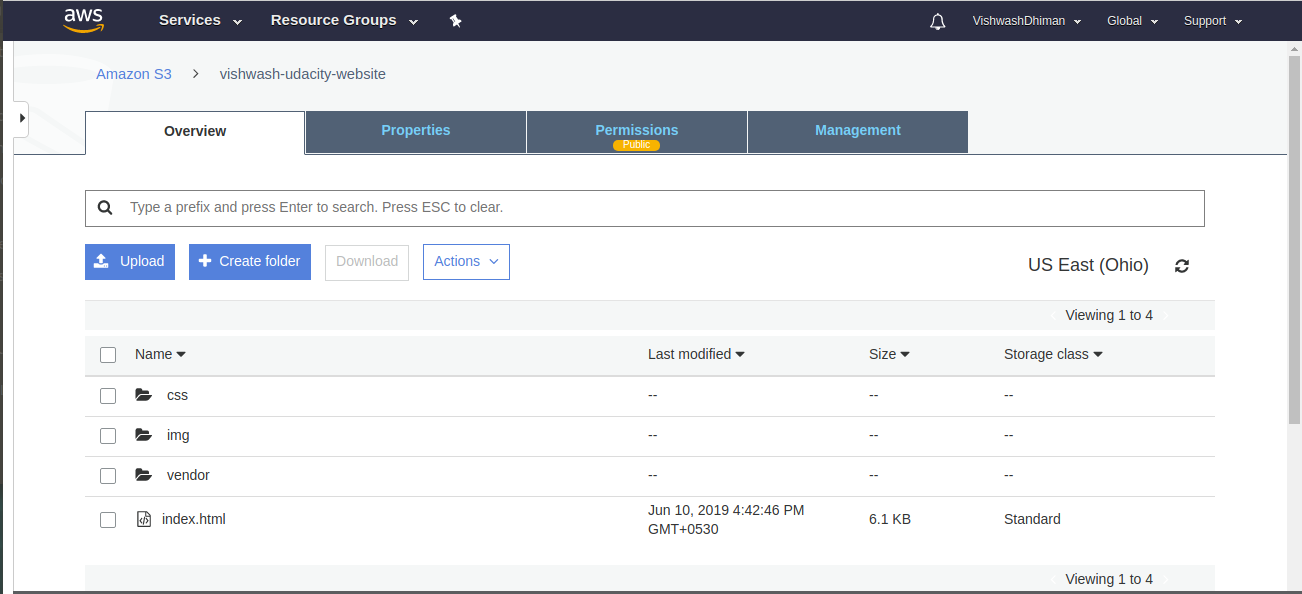 aws Services Resource Groups VishwashDhiman Global Support
Amazon S3 > vishwash-udacity-website
Overview Properties Permissions Management
Public
Type a prefix and press Enter to search. Press ESC to clear.
Upload Create folder Download Actions US East (Ohio)
Viewing 1 to 4
Name Last modified Size Storage class
css -- -- --
img -- -- --
vendor -- -- --
index.html Jun 10, 2019 4:42:46 PM 6.1 KB Standard
GMT+0530
Viewing 1 to 4